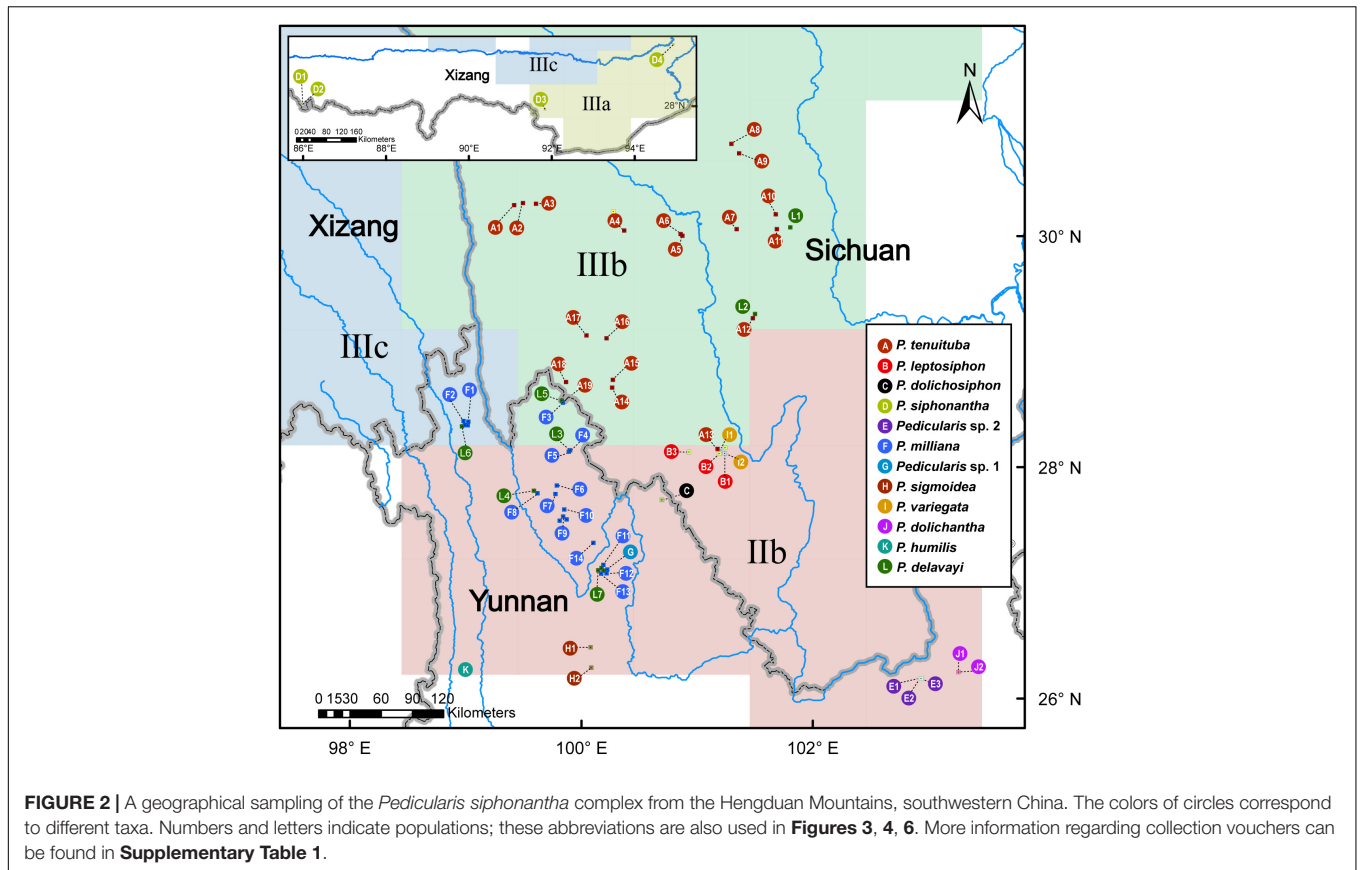 D1
D2
Xizang
IIIc
D4
IIIa
D3
28°N
0 20 40 80 120 160
Kilometers
86°E
88°E
90°E
92°E
94°E
N
A8
A9
A1
A2
A3
A4
A6
A5
A7
A10
A11
L1
Xizang
IIIb
Sichuan
30° N
L2
A12
A17
A16
IIIc
A18
A19
A15
A14
L5
F3
F2
F1
L6
L3
F4
F5
A13
I1
B3
B2
I2
B1
28° N
C
L4
F8
F6
F7
F10
F9
F14
F11
G
F12
F13
L7
IIb
Yunnan
H1
H2
K
J1
J2
E1
E2
E3
26° N
0 15 30 60 90 120
Kilometers
98° E
100° E
102° E
A P. tenuituba
B P. leptosiphon
C P. dolichosiphon
D P. siphonantha
E Pedicularis sp. 2
F P. milliana
G Pedicularis sp. 1
H P. sigmoidea
I P. variegata
J P. dolichantha
K P. humilis
L P. delavayi
FIGURE 2 | A geographical sampling of the Pedicularis siphonantha complex from the Hengduan Mountains, southwestern China. The colors of circles correspond
to different taxa. Numbers and letters indicate populations; these abbreviations are also used in Figures 3, 4, 6. More information regarding collection vouchers can
be found in Supplementary Table 1.